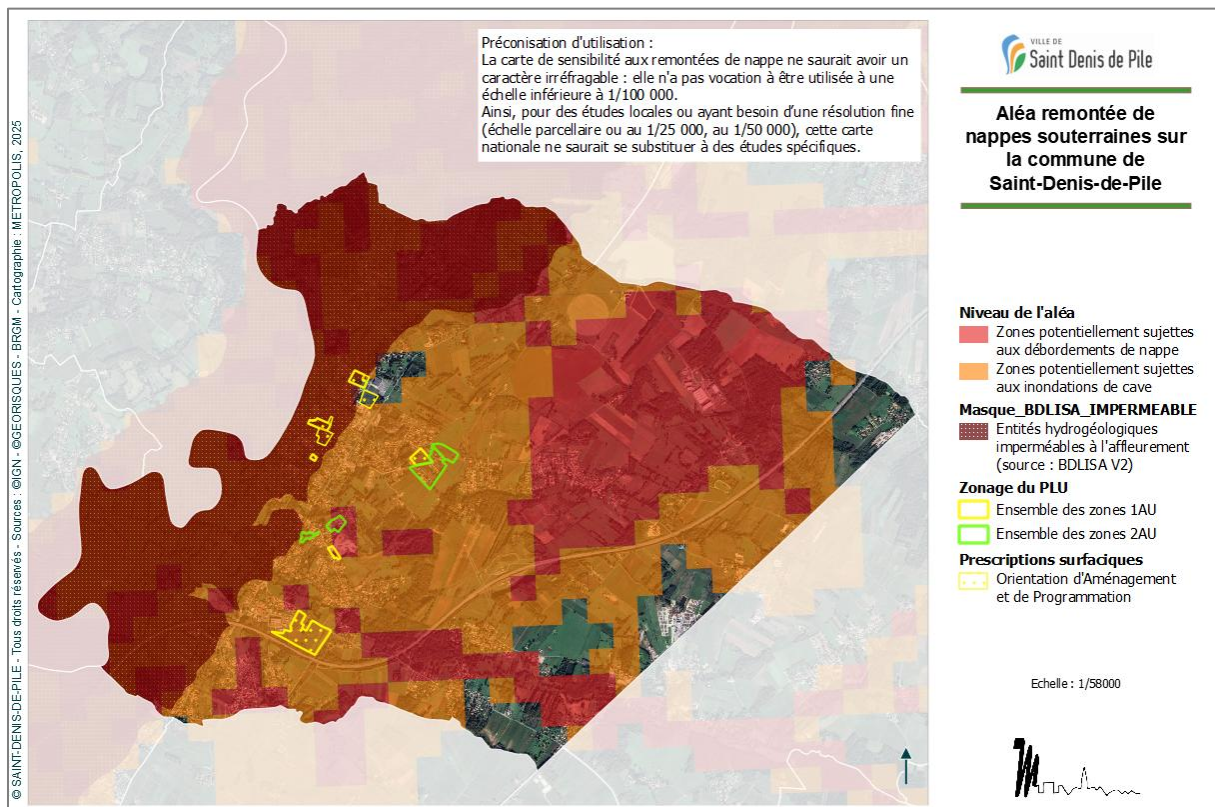 Préconisation d'utilisation :
La carte de sensibilité aux remontées de nappe ne saurait avoir un
caractère irréfragable : elle n'a pas vocation à être utilisée à une
échelle inférieure à 1/100 000.
Ainsi, pour des études locales ou ayant besoin d'une résolution fine
(échelle parcellaire ou au 1/25 000, au 1/50 000), cette carte
nationale ne saurait se substituer à des études spécifiques.
VILLE DE
Saint Denis de Pile
Aléa remontée de
nappes souterraines sur
la commune de
Saint-Denis-de-Pile
Niveau de l'aléa
Zones potentiellement sujettes
aux débordements de nappe
Zones potentiellement sujettes
aux inondations de cave
Masque_BDLISA_IMPERMEABLE
Entités hydrogéologiques
imperméables à l'affleurement
(source : BDLISA V2)
Zonage du PLU
Ensemble des zones 1AU
Ensemble des zones 2AU
Prescriptions surfaciques
Orientation d'Aménagement
et de Programmation
Echelle : 1/58000
© SAINT-DENIS-DE-PILE - Tous droits réservés - Sources : ©IGN - ©GEORISQUES - BRGM - Cartographie : METROPOLIS, 2025